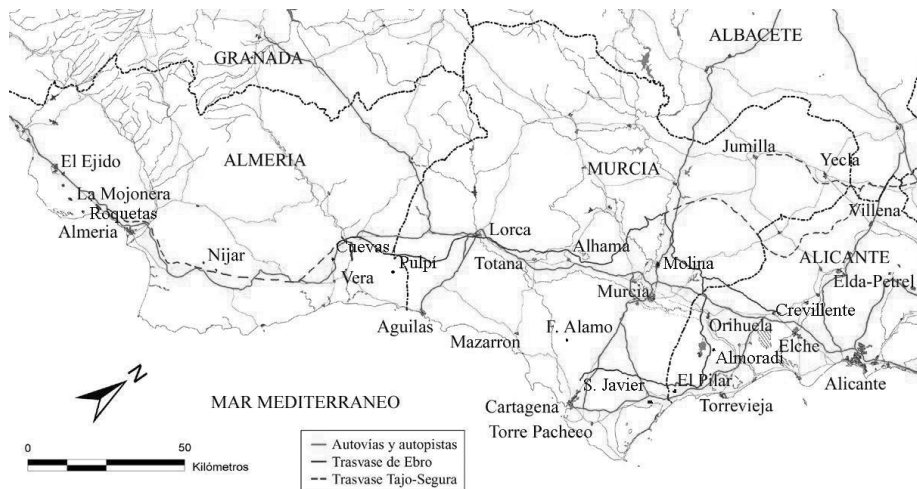 ALBACETE
GRANADA
Jumilla
Yecla
El Ejido
ALMERIA
MURCIA
La Mojonera
Roquetas
Villena
Almeria
Lorca
Nijar
Cuevas
Alhama
ALICANTE
Pulpí
Totana
Molina
Vera
Elda-Petrel
Murcia
Crevillente
Aguilas
Orihuela
Mazarron
F. Alamo
Elche
Almoradí
N
S. Javier
El Pilar
Alicante
MAR MEDITERRANEO
Cartagena
Torrevieja
Torre Pacheco
0 50
Kilómetros
Autovías y autopistas
Trasvase de Ebro
Trasvase Tajo-Segura